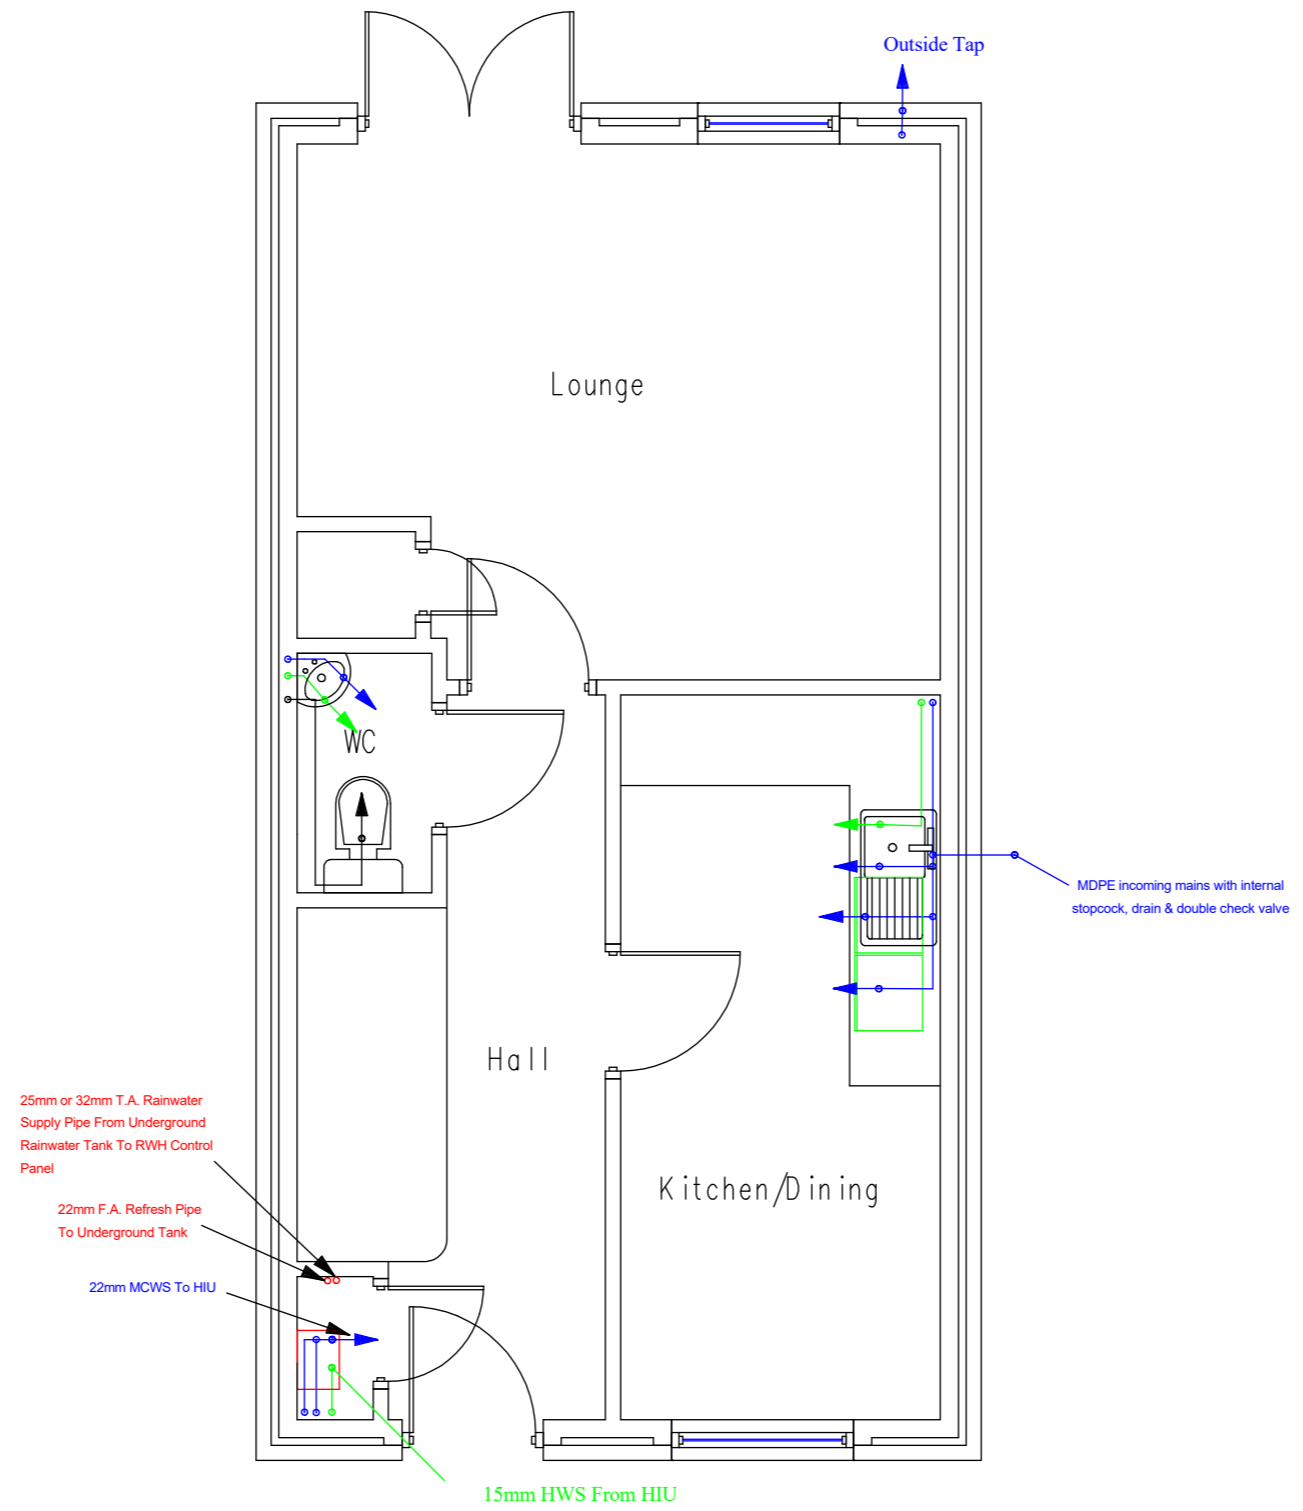 Outside Tap
Lounge
WC
MDPE incoming mains with internal
stopcock, drain & double check valve
Hall
25mm or 32mm T.A. Rainwater
Supply Pipe From Underground
Rainwater Tank To RWH Control
Panel
Kitchen/Dining
22mm F.A. Refresh Pipe
To Underground Tank
22mm MCWS To HIU
15mm HWS From HIU